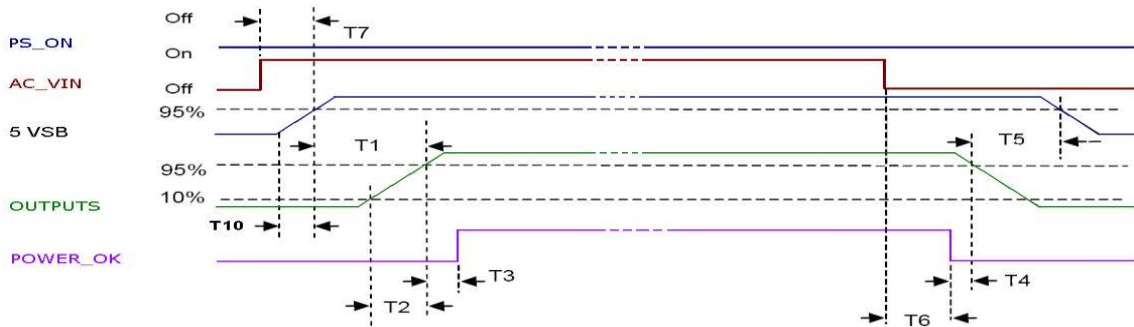 Off
T7
PS_ON
On
AC_VIN
Off
95%
5 VSB
T1
T5
95%
10%
OUTPUTS
T10
POWER_OK
T3
T4
T2
T6